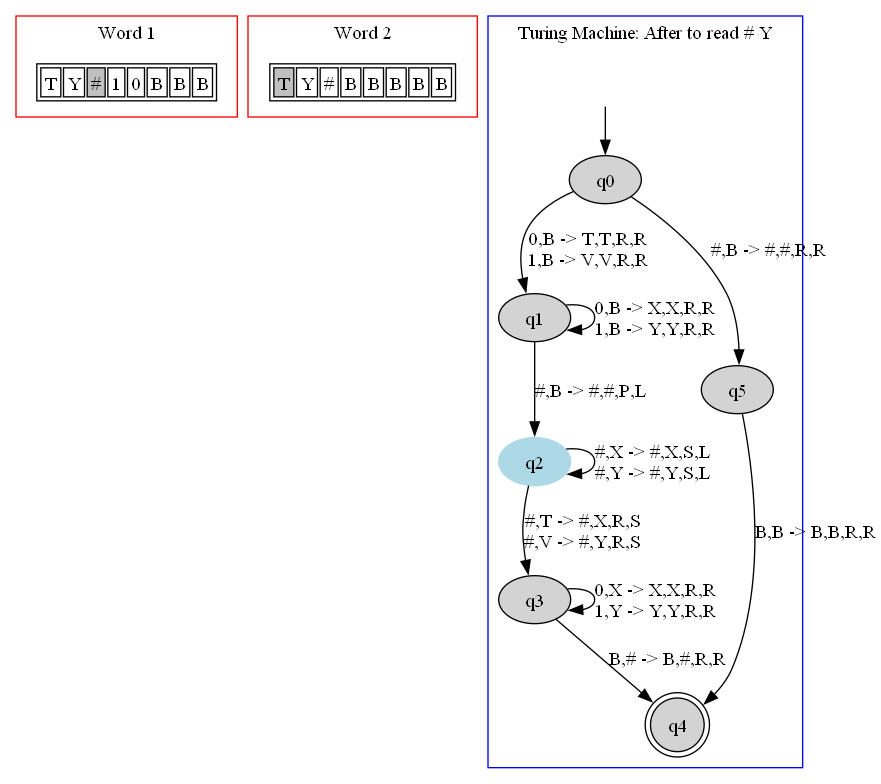 Word 1
T Y # 1 0 B B B
Word 2
T Y # B B B B B
Turing Machine: After to read # Y
q0
0,B -> T,T,R,R
1,B -> V,V,R,R
#,B -> #,#,R,R
q1
0,B -> X,X,R,R
1,B -> Y,Y,R,R
#,B -> #,#,P,L
q5
q2
#,X -> #,X,S,L
#,Y -> #,Y,S,L
#,T -> #,X,R,S
#,V -> #,Y,R,S
B,B -> B,B,R,R
q3
0,X -> X,X,R,R
1,Y -> Y,Y,R,R
B,# -> B,#,R,R
q4